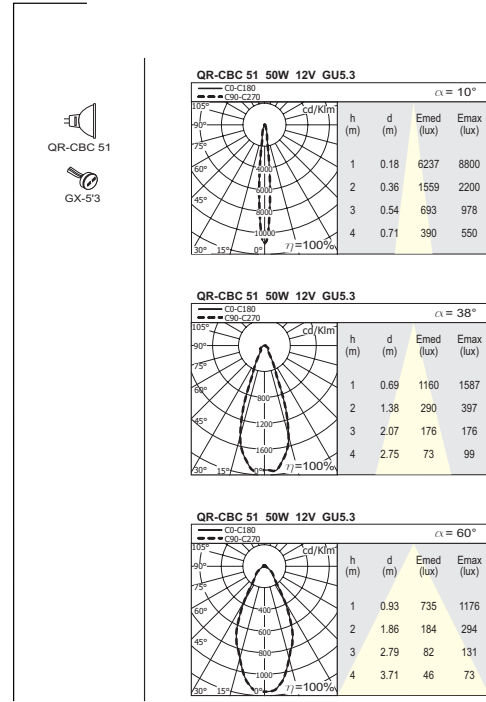 QR-CBC 51
GX-5'3
QR-CBC 51 50W 12V GU5.3
C0-C180
C90-C270
α = 10°
105°
90°
75°
60°
45°
30° 15° 0°
cd/Klm
4000
6000
8000
10000
η=100%
h d Emed Emax
(m) (m) (lux) (lux)
1 0.18 6237 8800
2 0.36 1559 2200
3 0.54 693 978
4 0.71 390 550
QR-CBC 51 50W 12V GU5.3
C0-C180
C90-C270
α = 38°
105°
90°
75°
60°
45°
30° 15° 0°
cd/Klm
800
1200
1600
η=100%
h d Emed Emax
(m) (m) (lux) (lux)
1 0.69 1160 1587
2 1.38 290 397
3 2.07 176 176
4 2.75 73 99
QR-CBC 51 50W 12V GU5.3
C0-C180
C90-C270
α = 60°
105°
90°
75°
60°
45°
30° 15° 0°
cd/Klm
400
600
800
1000
η=100%
h d Emed Emax
(m) (m) (lux) (lux)
1 0.93 735 1176
2 1.86 184 294
3 2.79 82 131
4 3.71 46 73